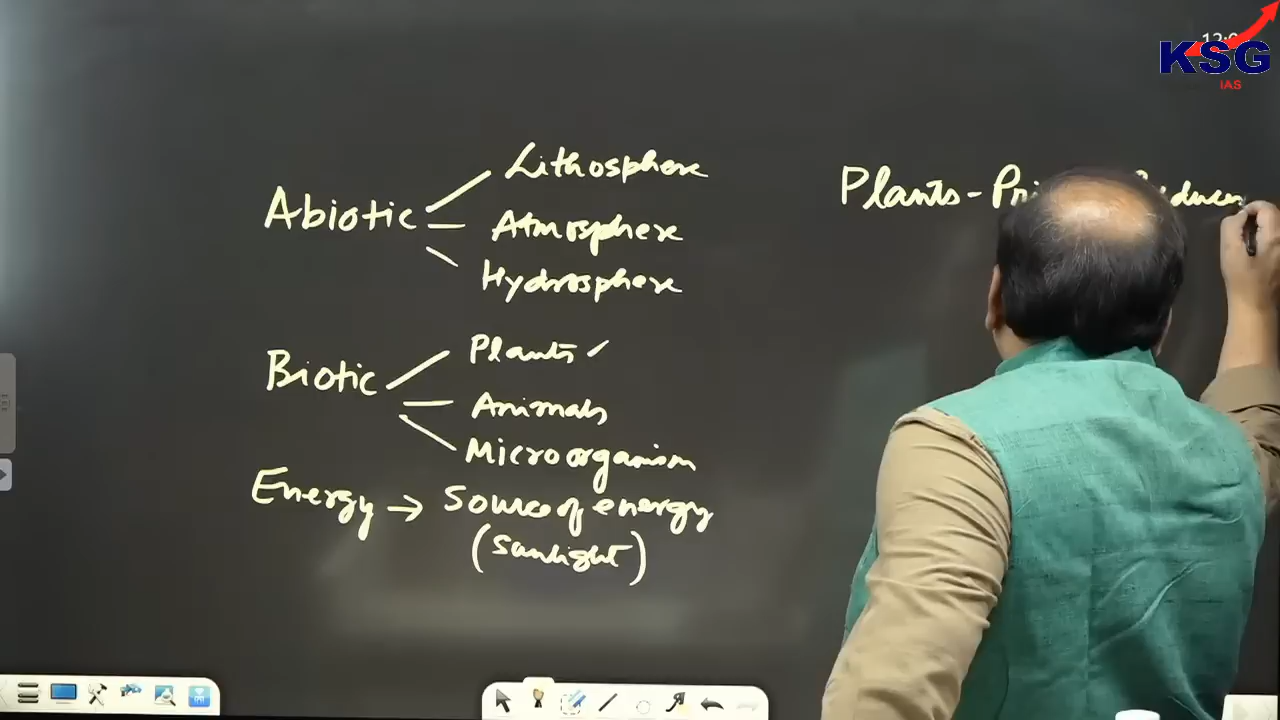 KSG
IAS
Abiotic
Lithosphere
Atmosphere
Hydrosphere
Biotic
Plants ✓
Animals
Microorganism
Energy → Source of energy
(sunlight)
Plants -